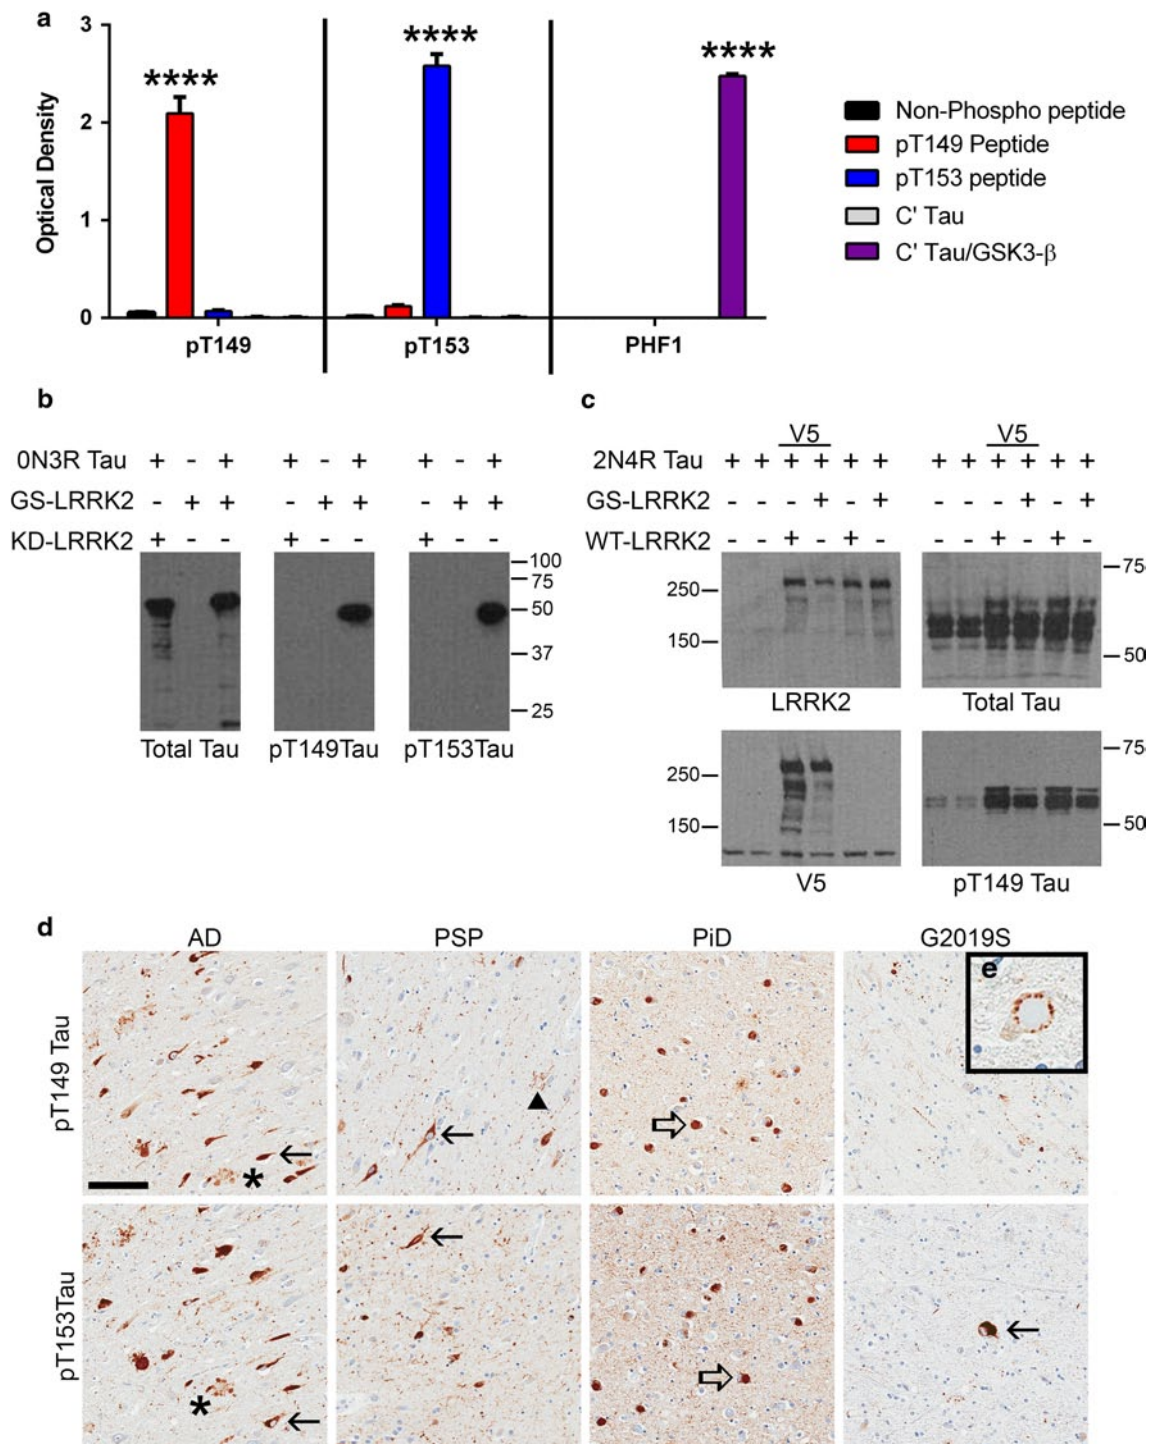 a
3
2
1
0
Optical Density
****
****
****
pT149
pT153
PHF1
Non-Phospho peptide
pT149 Peptide
pT153 peptide
C' Tau
C' Tau/GSK3-β
b
0N3R Tau + - + + - + + - +
GS-LRRK2 - + + - + + - + +
KD-LRRK2 + - - + - - + - -
100
75
50
37
25
Total Tau
pT149Tau
pT153Tau
c
V5
V5
2N4R Tau + + + + + + + + + + + +
GS-LRRK2 - - - + - + - - - + - +
WT-LRRK2 - - + - + - - - + - + -
250
150
75
50
LRRK2
Total Tau
250
150
75
50
V5
pT149 Tau
d
AD
PSP
PiD
G2019S
pT149 Tau
e
*
pT153Tau
*